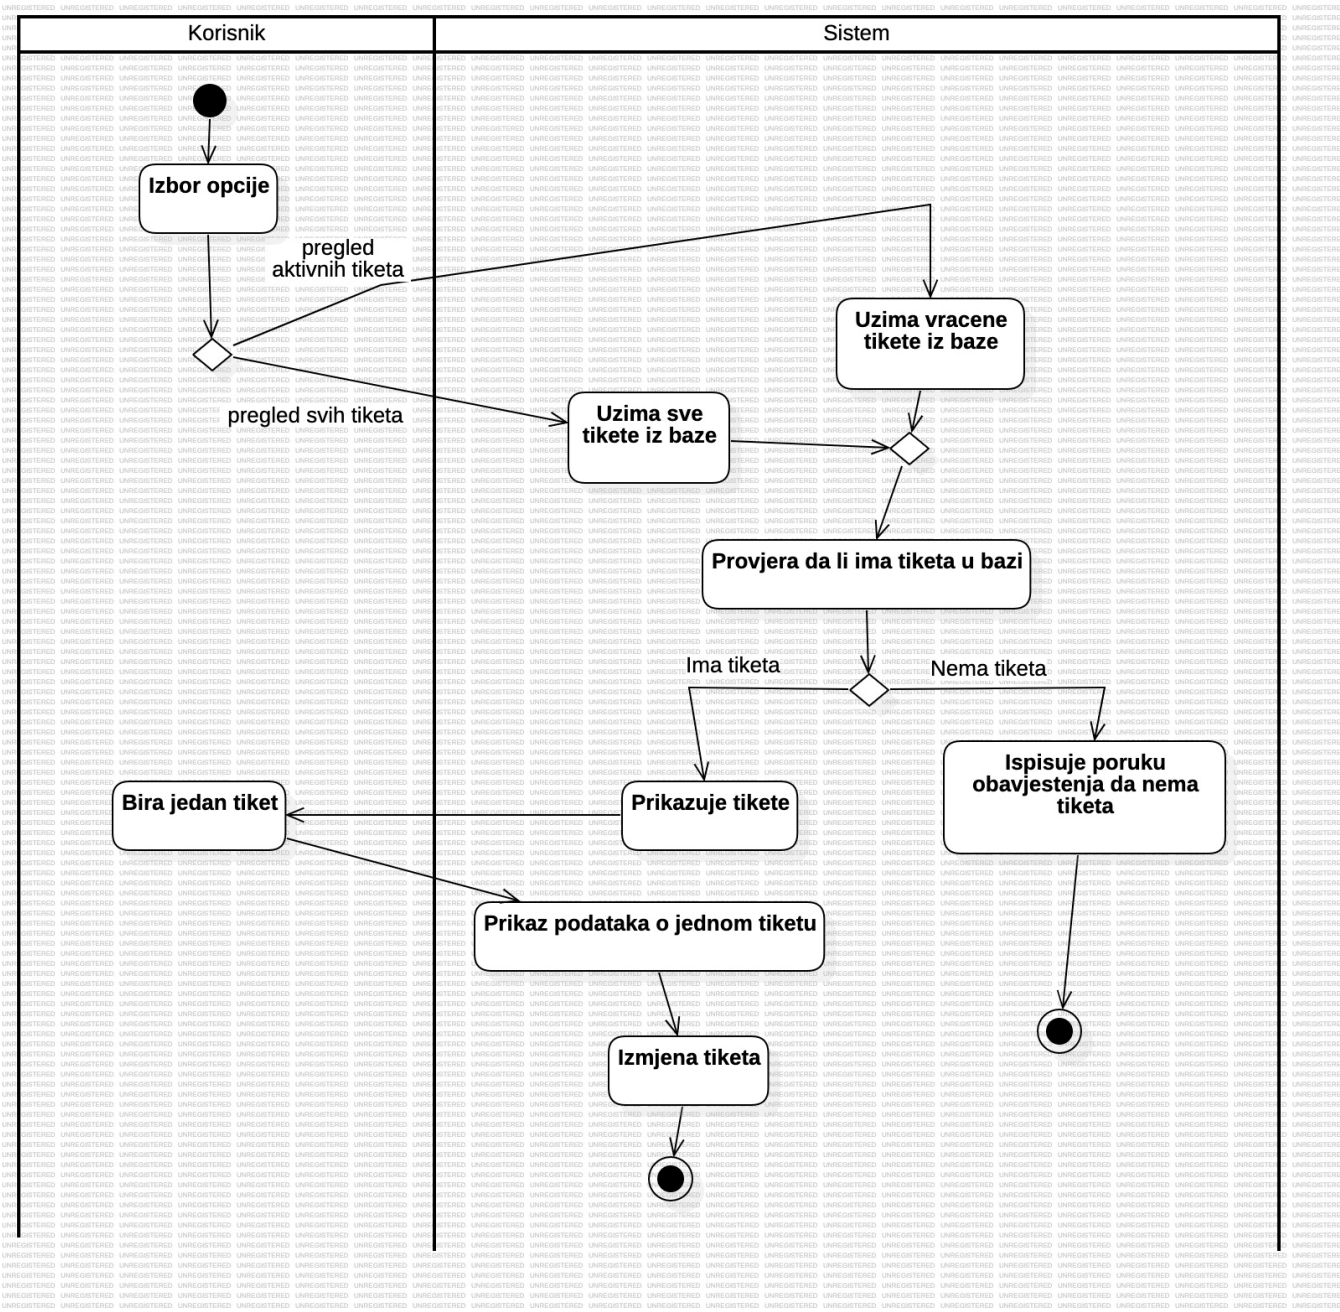 Korisnik
Sistem
Izbor opcije
pregled
aktivnih tiketa
Uzima vracene
tikete iz baze
pregled svih tiketa
Uzima sve
tikete iz baze
Provjera da li ima tiketa u bazi
Ima tiketa
Nema tiketa
Ispisuje poruku
obavjestenja da nema
tiketa
Bira jedan tiket
Prikazuje tikete
Prikaz podataka o jednom tiketu
Izmjena tiketa
UNREGISTERED